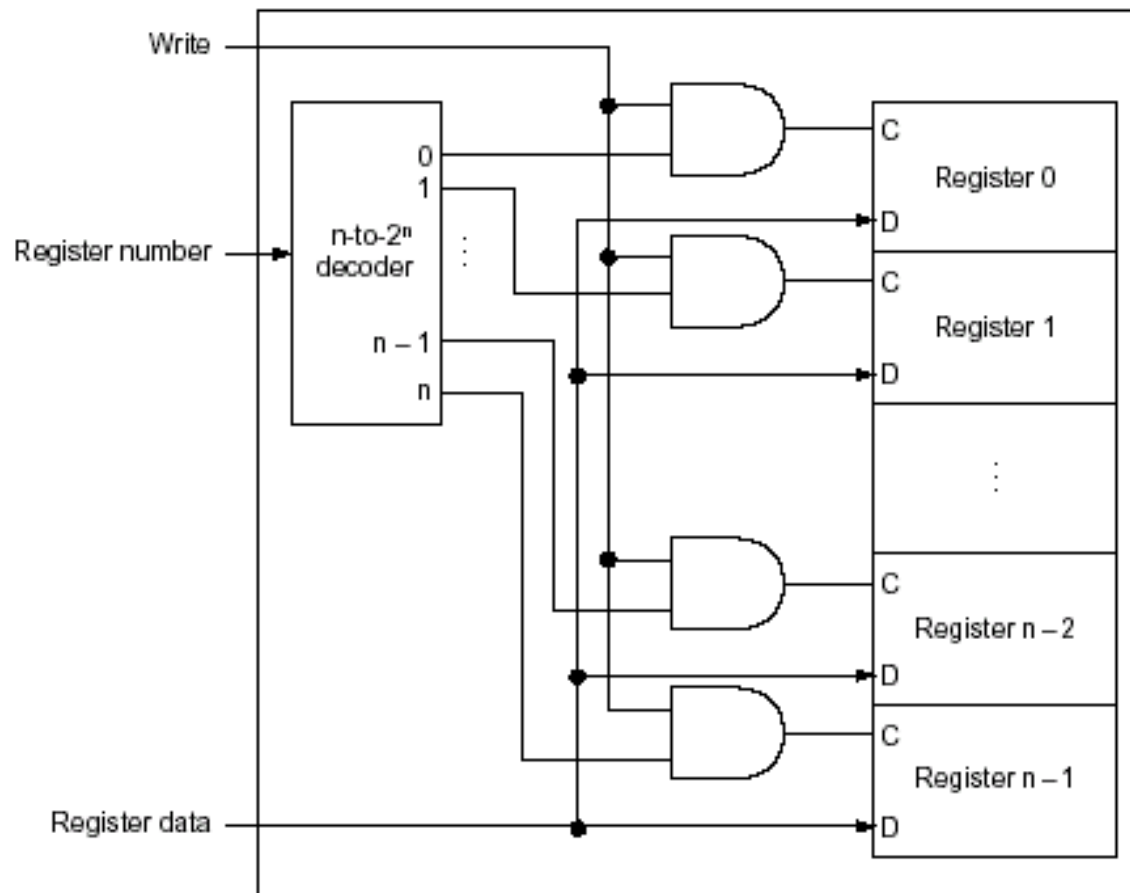 Write
C
0
Register 0
1
D
Register number
n-to-2ⁿ
decoder
⋮
C
Register 1
n – 1
D
n
⋮
C
Register n – 2
D
C
Register n – 1
Register data
D